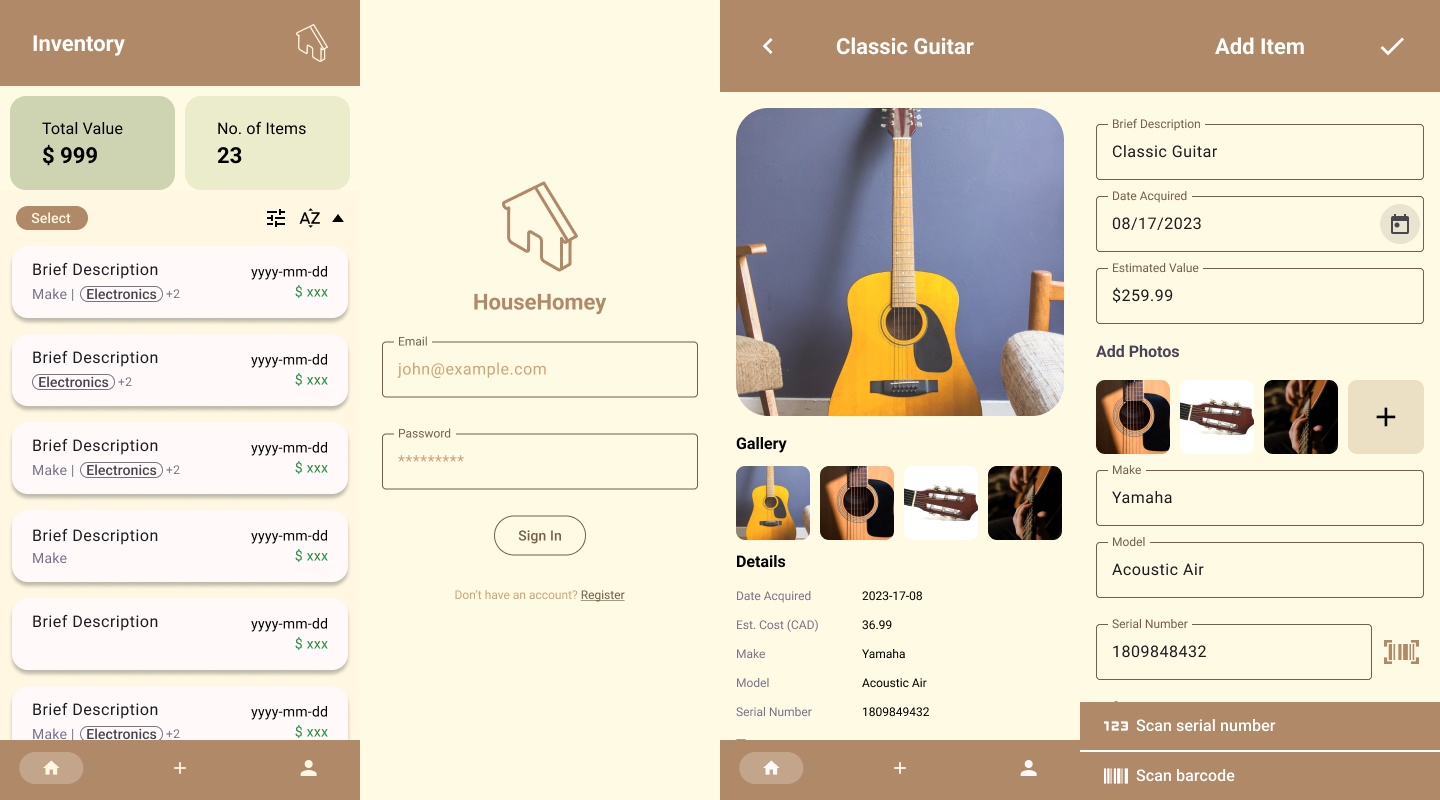 Inventory
Total Value
$ 999
No. of Items
23
Select
AZ
Brief Description
yyyy-mm-dd
Make | Electronics +2
$ xxx
Brief Description
yyyy-mm-dd
Electronics +2
$ xxx
Brief Description
yyyy-mm-dd
Make | Electronics +2
$ xxx
Brief Description
yyyy-mm-dd
Make
$ xxx
Brief Description
yyyy-mm-dd
$ xxx
Brief Description
yyyy-mm-dd
Make | Electronics +2
$ xxx
HouseHomey
Email
john@example.com
Password
*********
Sign In
Don't have an account? Register
Classic Guitar
Gallery
Details
Date Acquired 2023-17-08
Est. Cost (CAD) 36.99
Make Yamaha
Model Acoustic Air
Serial Number 1809849432
Add Item
Brief Description
Classic Guitar
Date Acquired
08/17/2023
Estimated Value
$259.99
Add Photos
Make
Yamaha
Model
Acoustic Air
Serial Number
1809848432
123 Scan serial number
Scan barcode